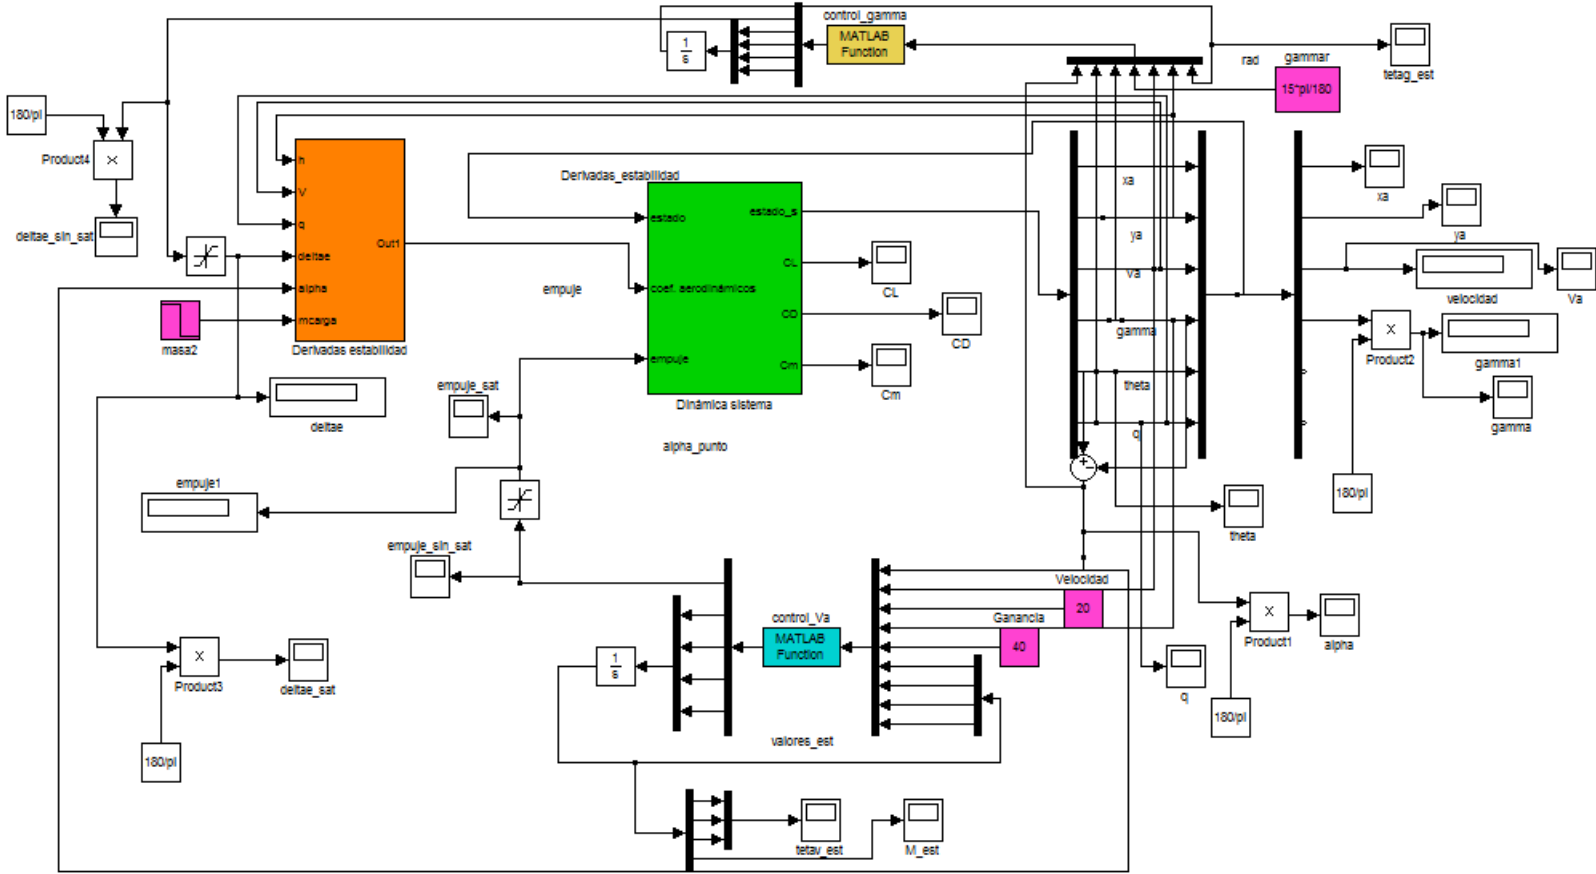 control_gamma
MATLAB
Function
1
s
rad
gammar
15*pi/180
tetag_est
180/pi
Product4
x
deltae_sin_sat
h
V
q
deltae
alpha
mcarga
Out1
Derivadas estabilidad
masa2
Derivadas_estabilidad
estado
coef. aerodinámicos
empuje
estado_s
CL
CD
Cm
Dinámica sistema
empuje
alpha_punto
CL
CD
Cm
xa
ya
Va
gamma
theta
q
+
-
xa
ya
velocidad
Va
x
Product2
gamma1
gamma
180/pi
deltae
empuje_sat
empuje1
empuje_sin_sat
theta
Velocidad
20
Ganancia
40
control_Va
MATLAB
Function
1
s
valores_est
q
x
Product1
alpha
180/pi
x
Product3
deltae_sat
180/pi
tetav_est
M_est